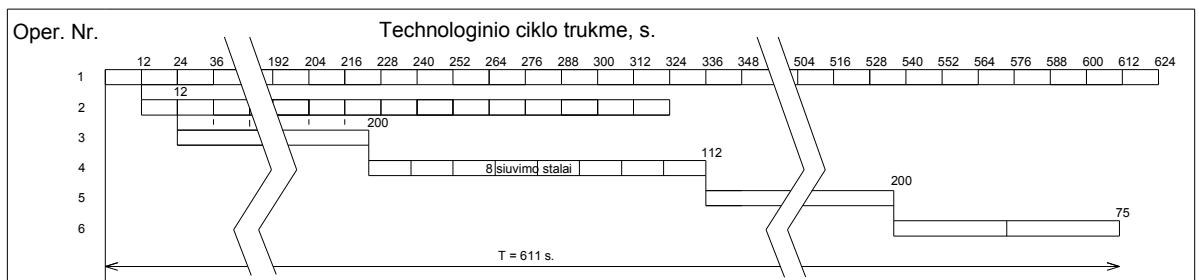 Oper. Nr.
Technologinio ciklo trukme, s.
12 24 36 192 204 216 228 240 252 264 276 288 300 312 324 336 348 504 516 528 540 552 564 576 588 600 612 624
1
12
2
200
3
112
4 8 siuvimo stalai
200
5
75
6
T = 611 s.